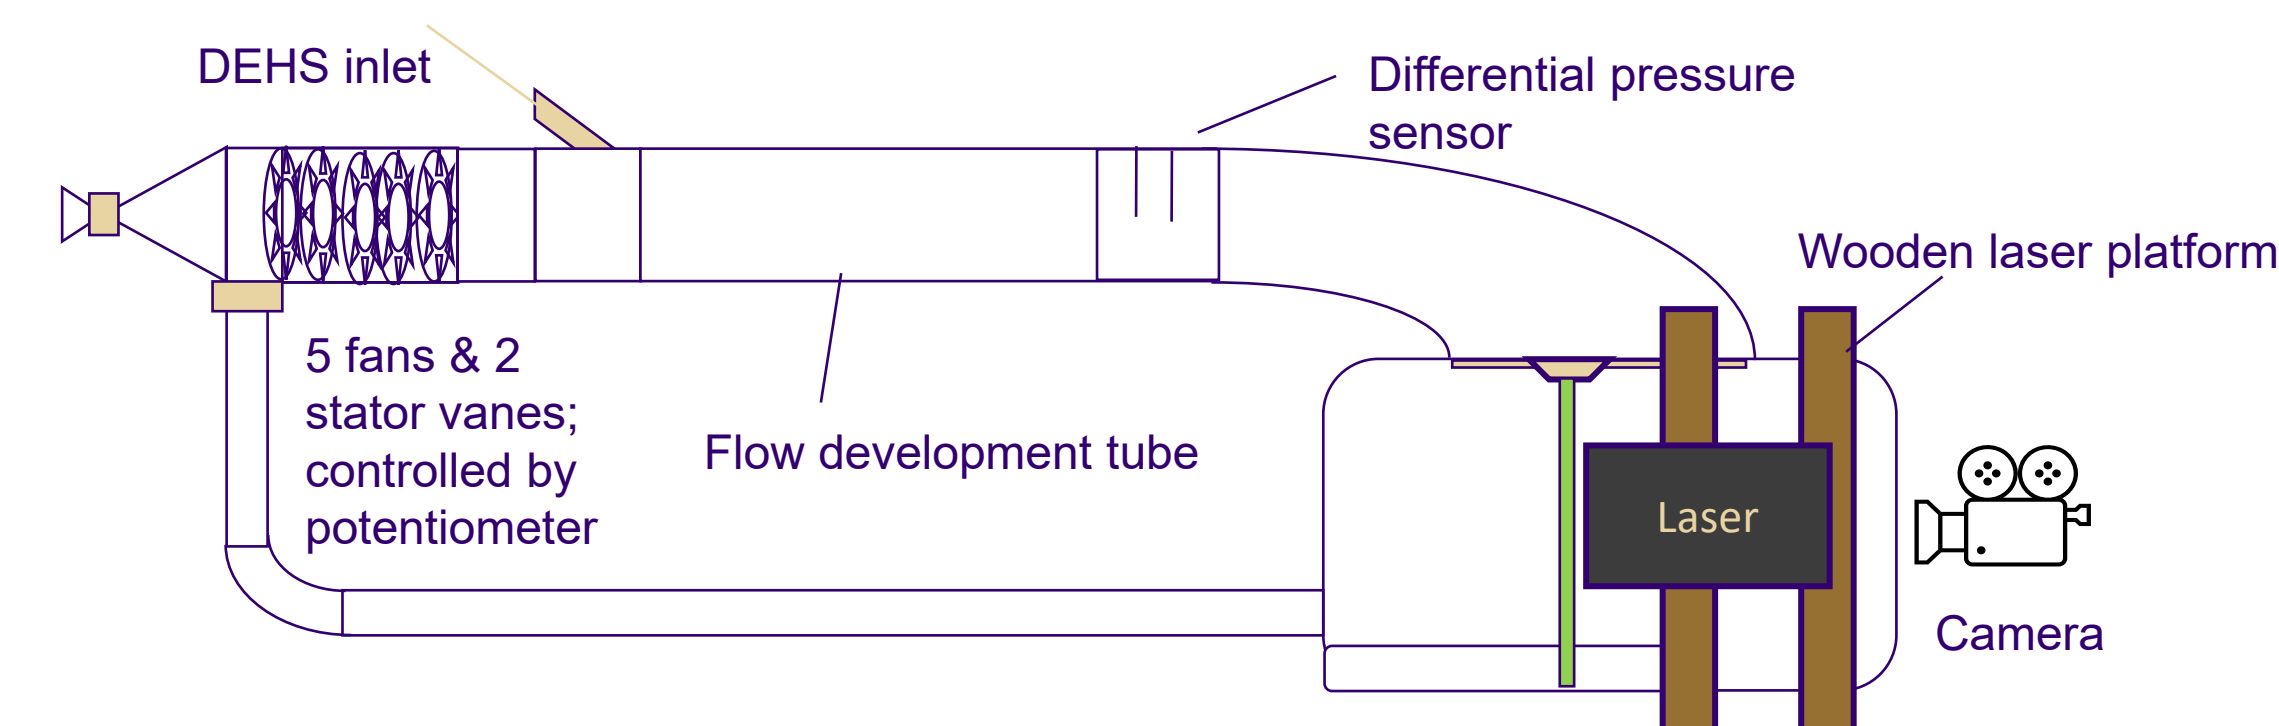 DEHS inlet
Differential pressure
sensor
Wooden laser platform
5 fans & 2
stator vanes;
controlled by
potentiometer
Flow development tube
Laser
Camera